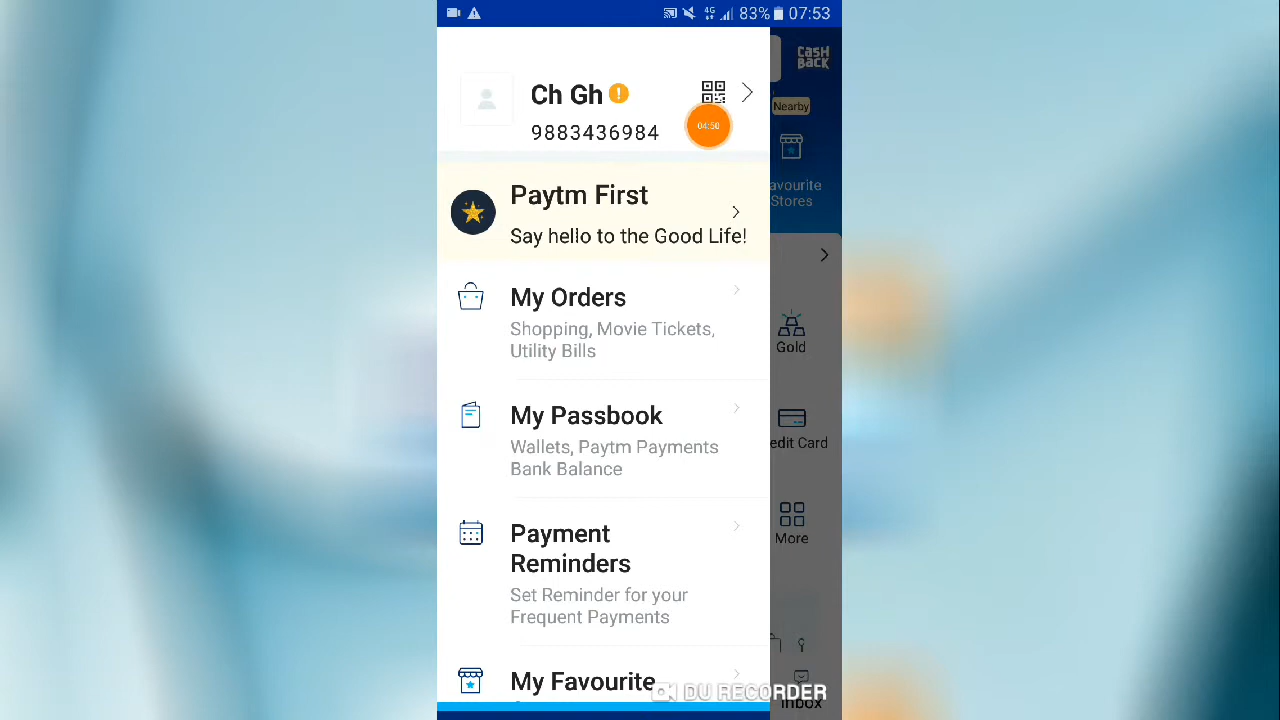 4G 83% 07:53
CASH
BACK
Ch Gh
9883436984
04:50
Nearby
Paytm First
Say hello to the Good Life!
avourite
Stores
My Orders
Shopping, Movie Tickets,
Utility Bills
Gold
My Passbook
Wallets, Paytm Payments
Bank Balance
edit Card
Payment
Reminders
Set Reminder for your
Frequent Payments
More
My Favourite
DU RECORDER
Inbox